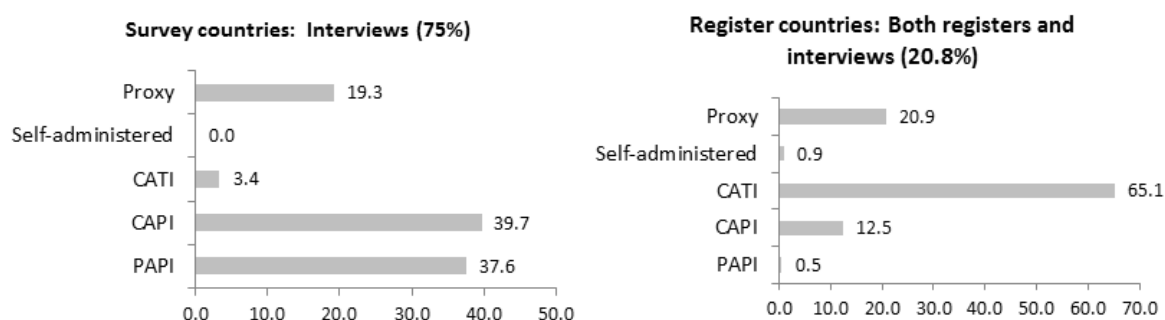 Survey countries: Interviews (75%)
Proxy 19.3
Self-administered 0.0
CATI 3.4
CAPI 39.7
PAPI 37.6
0.0 10.0 20.0 30.0 40.0 50.0
Register countries: Both registers and
interviews (20.8%)
Proxy 20.9
Self-administered 0.9
CATI 65.1
CAPI 12.5
PAPI 0.5
0.0 10.0 20.0 30.0 40.0 50.0 60.0 70.0